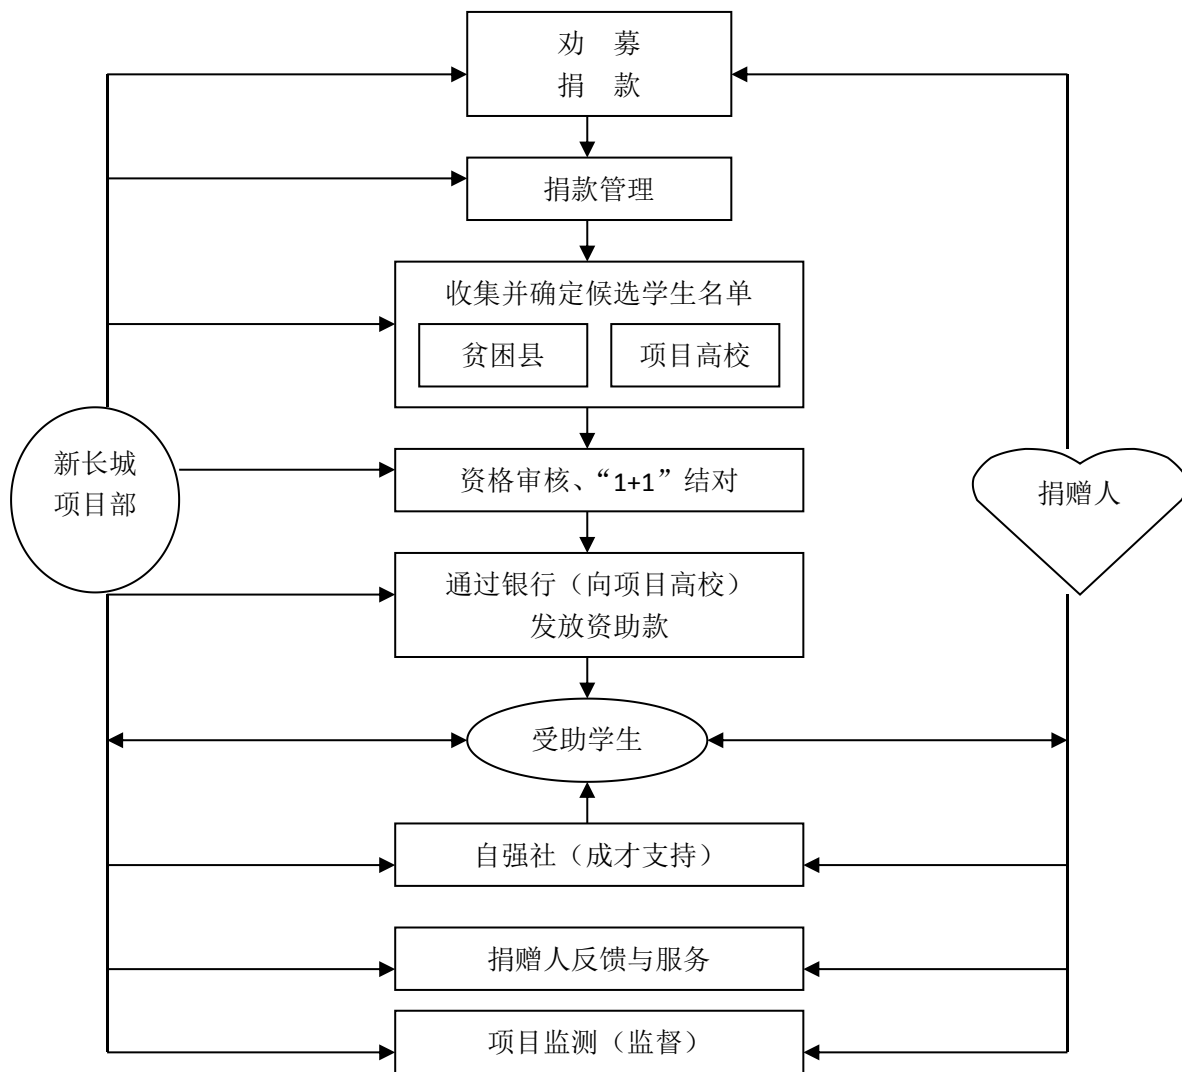 劝 募
捐 款
捐款管理
收集并确定候选学生名单
贫困县
项目高校
新长城
项目部
资格审核、“1+1”结对
捐赠人
通过银行（向项目高校）
发放资助款
受助学生
自强社（成才支持）
捐赠人反馈与服务
项目监测（监督）